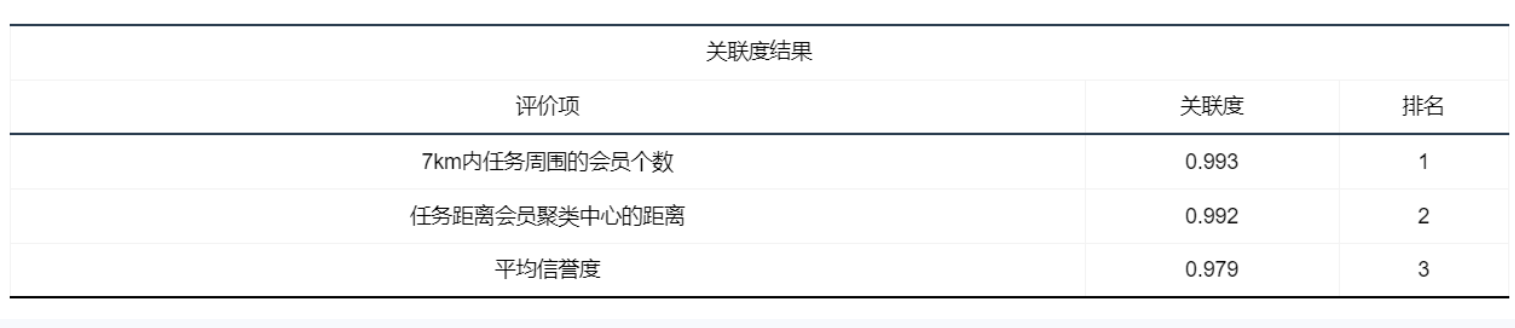 关联度结果
评价项 关联度 排名
7km内任务周围的会员个数 0.993 1
任务距离会员聚类中心的距离 0.992 2
平均信誉度 0.979 3